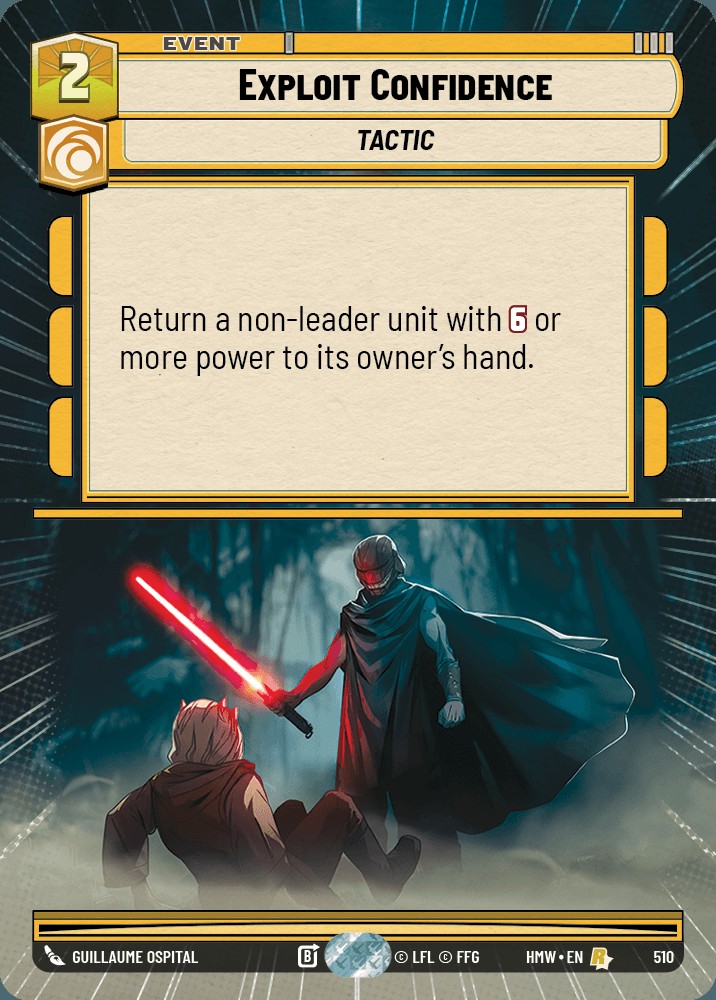 EVENT
2
EXPLOIT CONFIDENCE
TACTIC
Return a non-leader unit with 6 or
more power to its owner's hand.
GUILLAUME OSPITAL
B
© LFL © FFG
HMW • EN
R
510